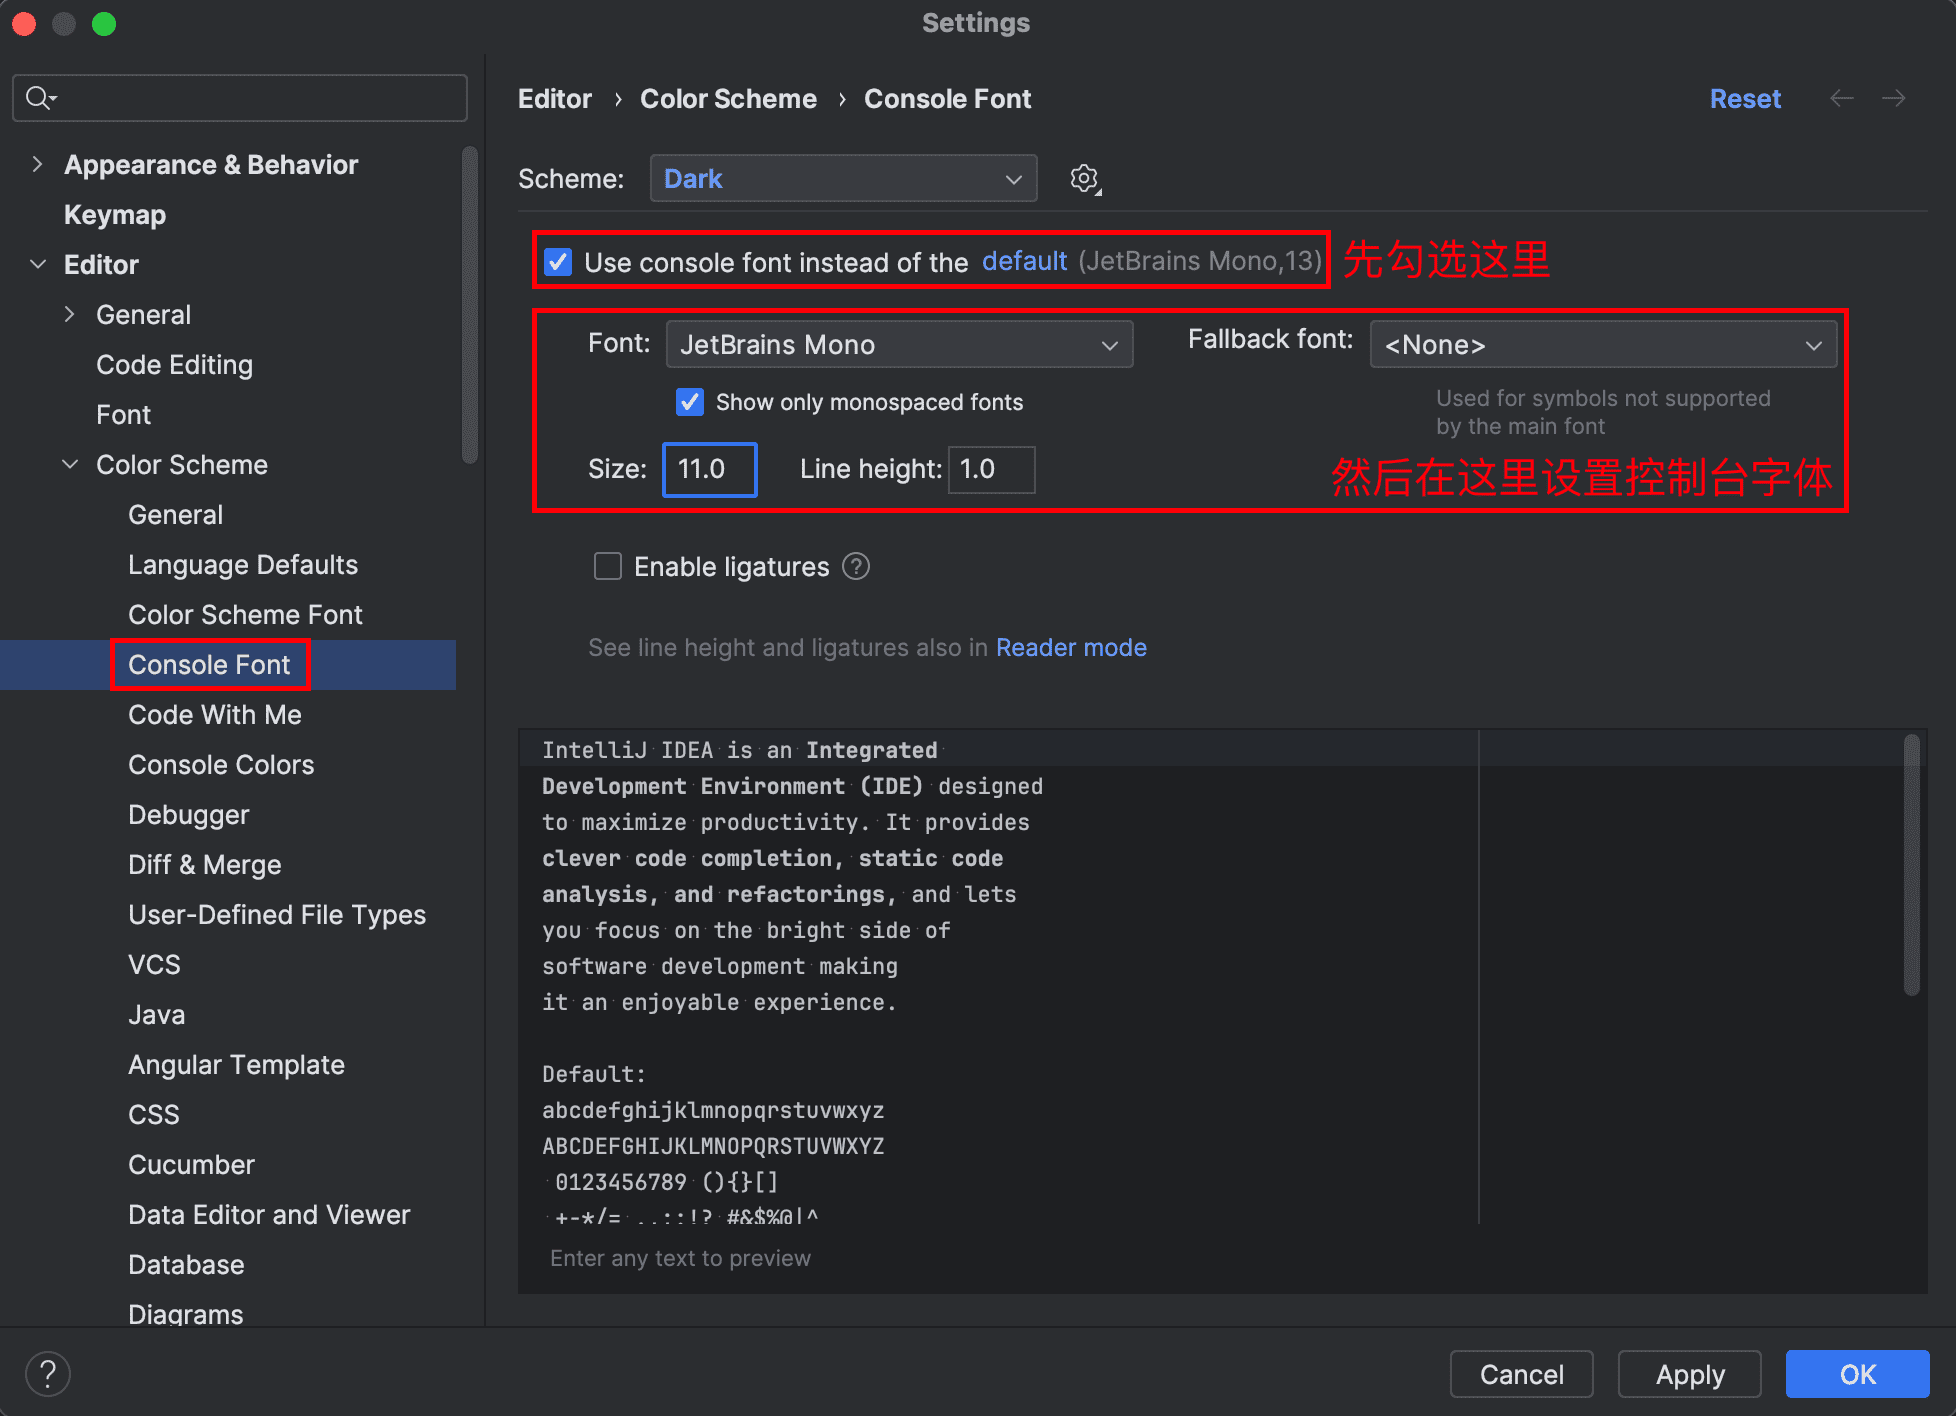 Settings
Editor › Color Scheme › Console Font
Reset
Appearance & Behavior
Keymap
Editor
General
Code Editing
Font
Color Scheme
General
Language Defaults
Color Scheme Font
Console Font
Code With Me
Console Colors
Debugger
Diff & Merge
User-Defined File Types
VCS
Java
Angular Template
CSS
Cucumber
Data Editor and Viewer
Database
Diagrams
Scheme: Dark
Use console font instead of the default (JetBrains Mono,13) 先勾选这里
Font: JetBrains Mono
Fallback font: <None>
Show only monospaced fonts
Used for symbols not supported
by the main font
Size: 11.0 Line height: 1.0
然后在这里设置控制台字体
Enable ligatures ?
See line height and ligatures also in Reader mode
IntelliJ IDEA is an Integrated
Development Environment (IDE) designed
to maximize productivity. It provides
clever code completion, static code
analysis, and refactorings, and lets
you focus on the bright side of
software development making
it an enjoyable experience.
Default:
abcdefghijklmnopqrstuvwxyz
ABCDEFGHIJKLMNOPQRSTUVWXYZ
0123456789 (){}[]
+-*/= .,:;!? #&$%@|^
Enter any text to preview
?
Cancel
Apply
OK